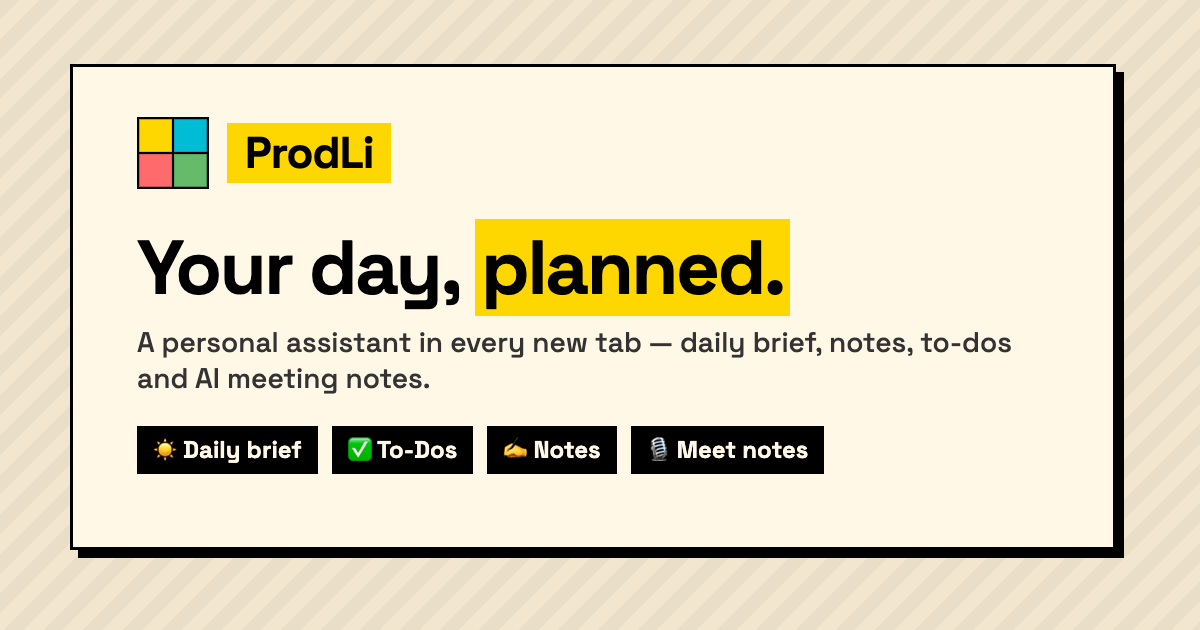 ProdLi
Your day, planned.
A personal assistant in every new tab — daily brief, notes, to-dos
and AI meeting notes.
☀️ Daily brief ✅ To-Dos ✍️ Notes 🎙️ Meet notes